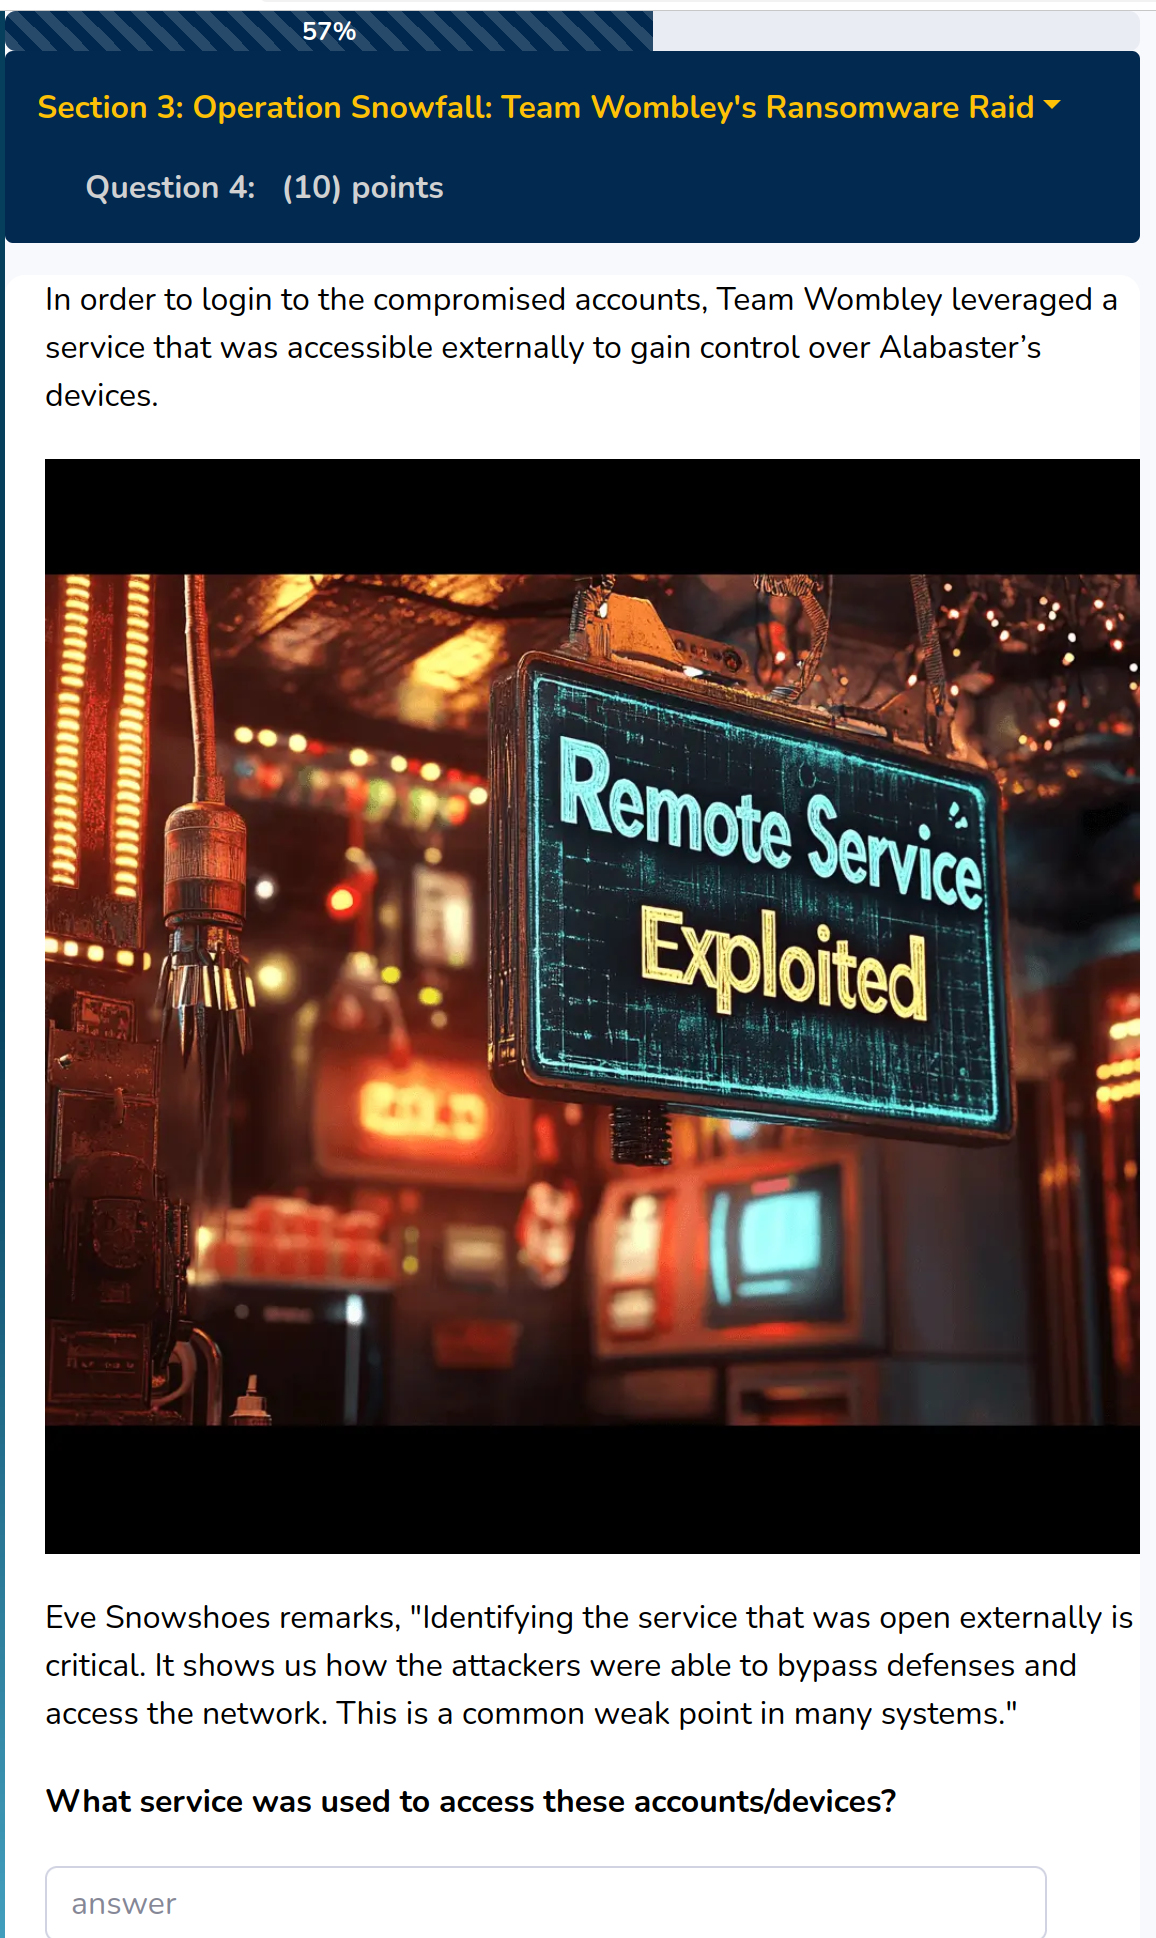 57%
Section 3: Operation Snowfall: Team Wombley's Ransomware Raid
Question 4: (10) points
In order to login to the compromised accounts, Team Wombley leveraged a
service that was accessible externally to gain control over Alabaster’s
devices.
Remote Service
Exploited
Eve Snowshoes remarks, "Identifying the service that was open externally is
critical. It shows us how the attackers were able to bypass defenses and
access the network. This is a common weak point in many systems."
What service was used to access these accounts/devices?
answer